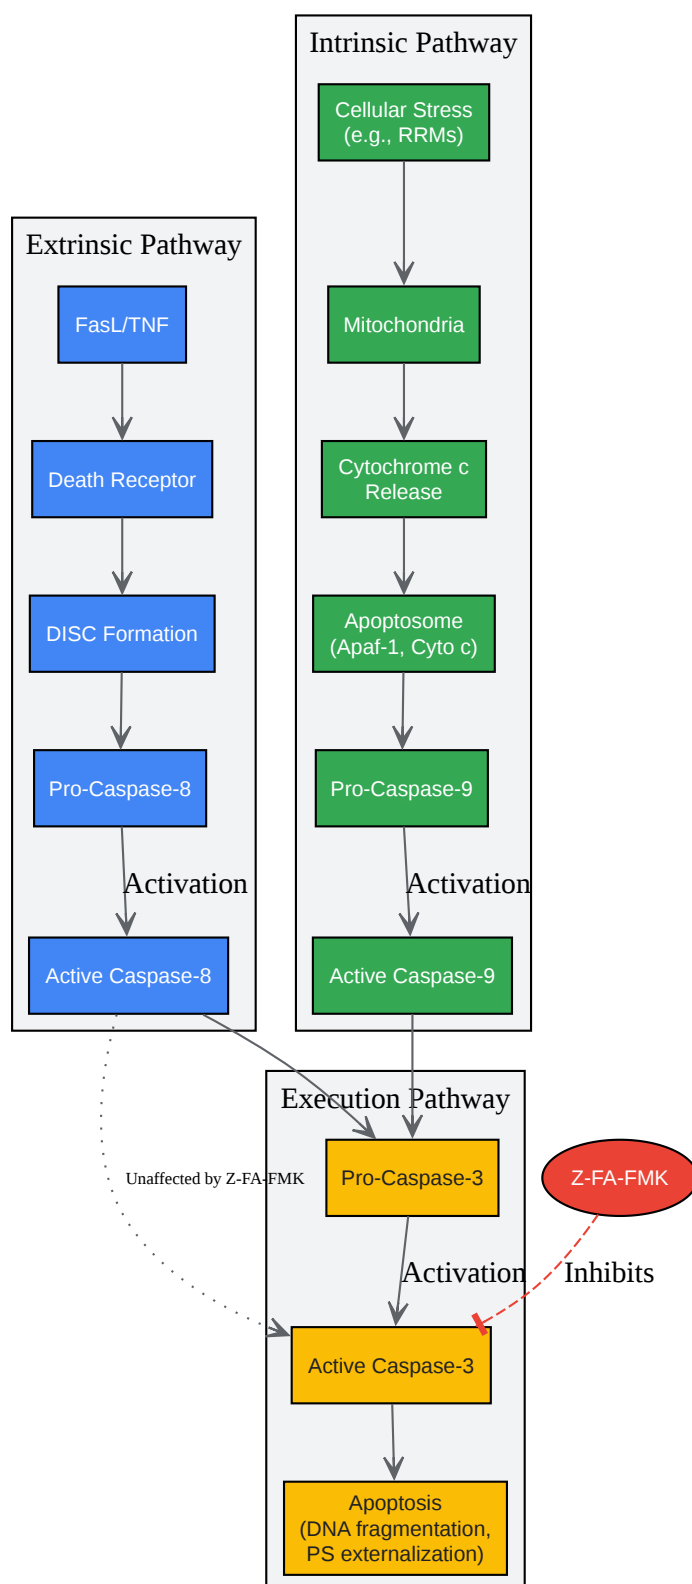 Intrinsic Pathway
Cellular Stress
(e.g., RRMs)
Mitochondria
Cytochrome c
Release
Apoptosome
(Apaf-1, Cyto c)
Pro-Caspase-9
Activation
Active Caspase-9
Extrinsic Pathway
FasL/TNF
Death Receptor
DISC Formation
Pro-Caspase-8
Activation
Active Caspase-8
Unaffected by Z-FA-FMK
Execution Pathway
Pro-Caspase-3
Activation
Active Caspase-3
Apoptosis
(DNA fragmentation,
PS externalization)
Z-FA-FMK
Inhibits